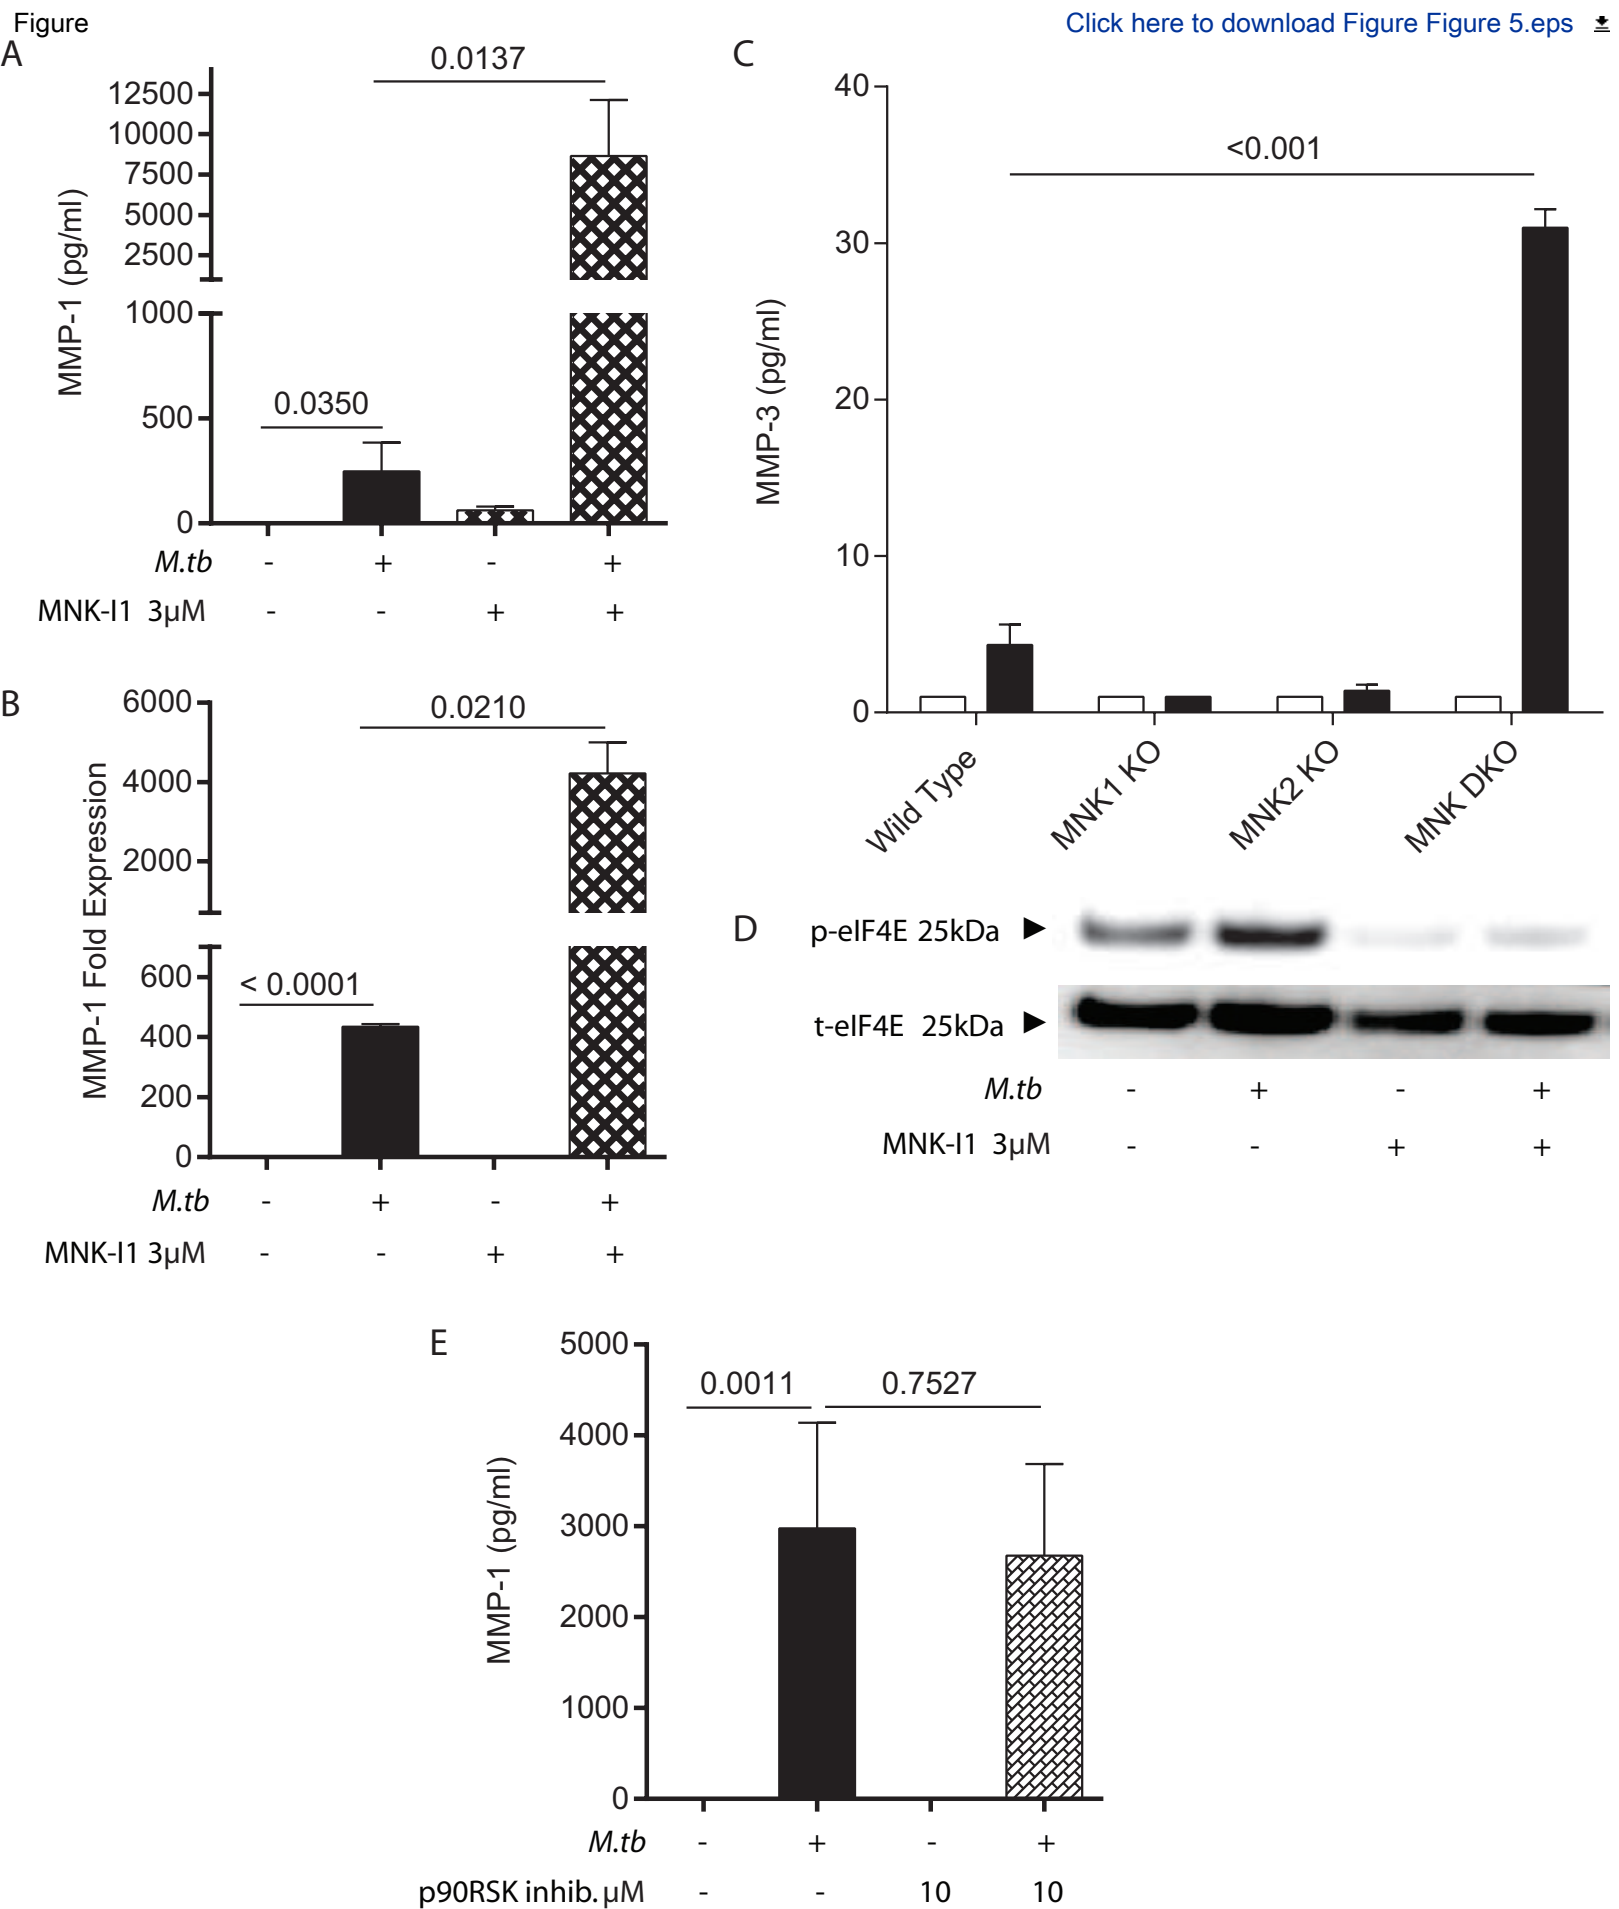 Figure
Click here to download Figure Figure 5.eps
A
0.0137
12500
10000
7500
5000
2500
1000
500
0
MMP-1 (pg/ml)
0.0350
M.tb - + - +
MNK-I1 3µM - - + +
B
6000
4000
2000
600
400
200
0
MMP-1 Fold Expression
0.0210
< 0.0001
M.tb - + - +
MNK-I1 3µM - - + +
C
40
30
20
10
0
MMP-3 (pg/ml)
<0.001
Wild Type
MNK1 KO
MNK2 KO
MNK DKO
D
p-eIF4E 25kDa
t-eIF4E 25kDa
M.tb - + - +
MNK-I1 3µM - - + +
E
5000
4000
3000
2000
1000
0
MMP-1 (pg/ml)
0.0011
0.7527
M.tb - + - +
p90RSK inhib. µM - - 10 10